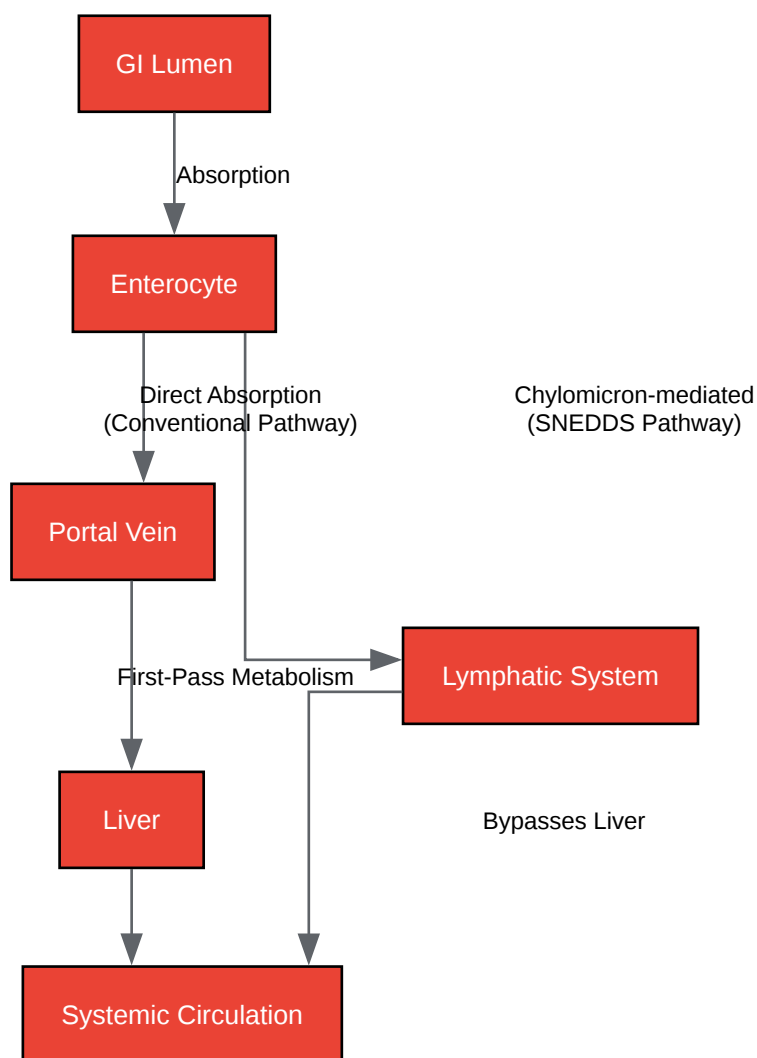 GI Lumen
Absorption
Enterocyte
Direct Absorption
(Conventional Pathway)
Chylomicron-mediated
(SNEDDS Pathway)
Portal Vein
First-Pass Metabolism
Lymphatic System
Liver
Bypasses Liver
Systemic Circulation